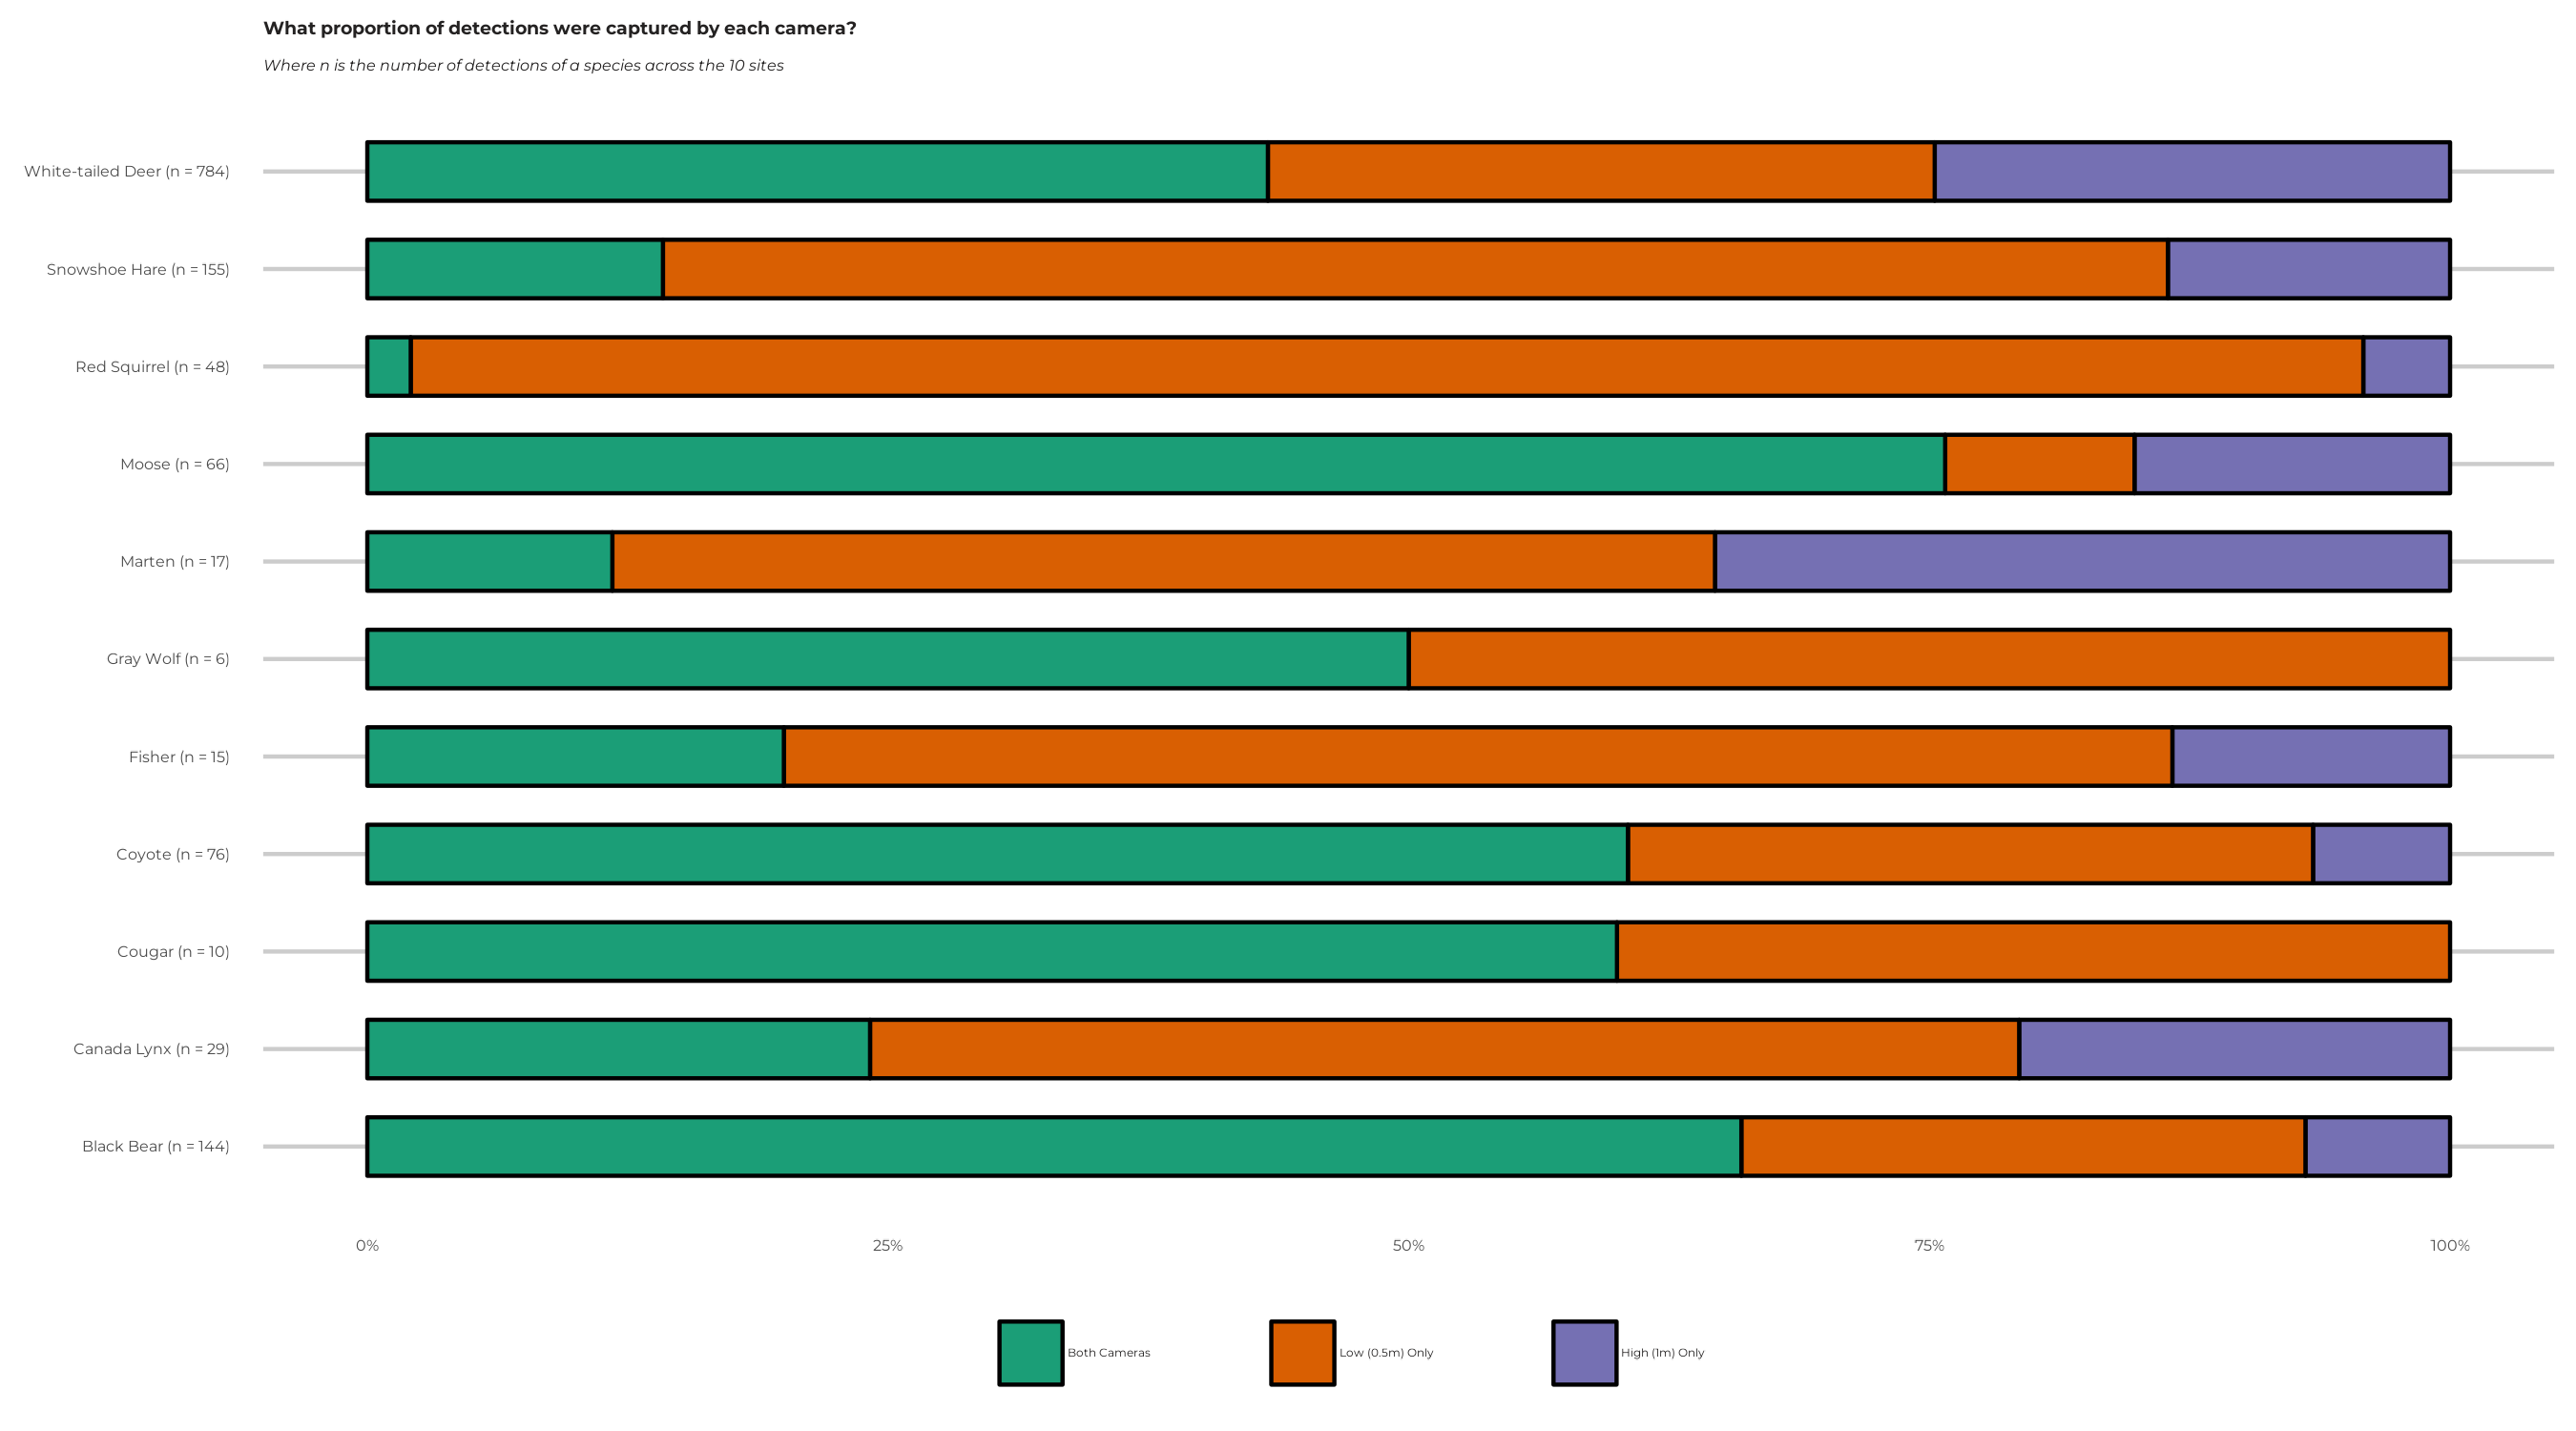 What proportion of detections were captured by each camera?
Where n is the number of detections of a species across the 10 sites
White-tailed Deer (n = 784)
Snowshoe Hare (n = 155)
Red Squirrel (n = 48)
Moose (n = 66)
Marten (n = 17)
Gray Wolf (n = 6)
Fisher (n = 15)
Coyote (n = 76)
Cougar (n = 10)
Canada Lynx (n = 29)
Black Bear (n = 144)
0% 25% 50% 75% 100%
Both Cameras Low (0.5m) Only High (1m) Only